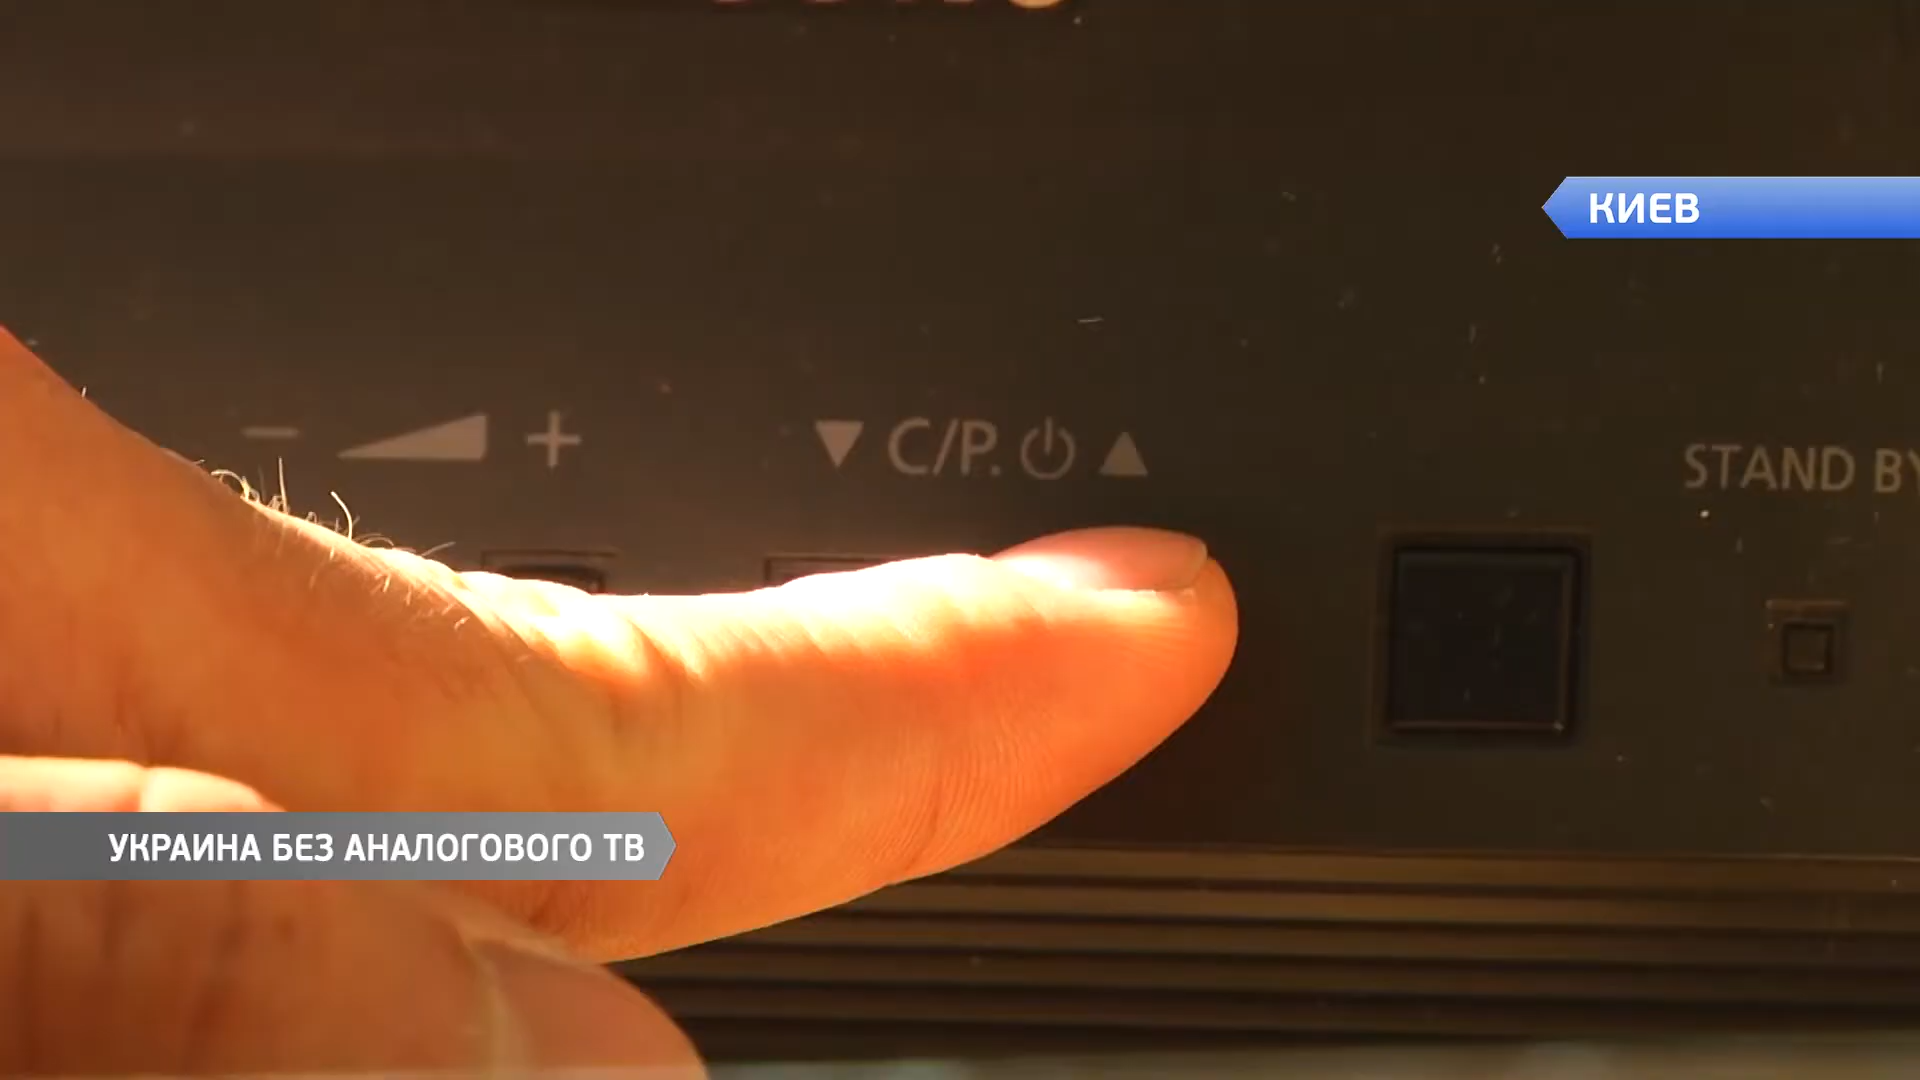 КИЕВ
− +
▼ C/P. ⏻ ▲
STAND BY
УКРАИНА БЕЗ АНАЛОГОВОГО ТВ